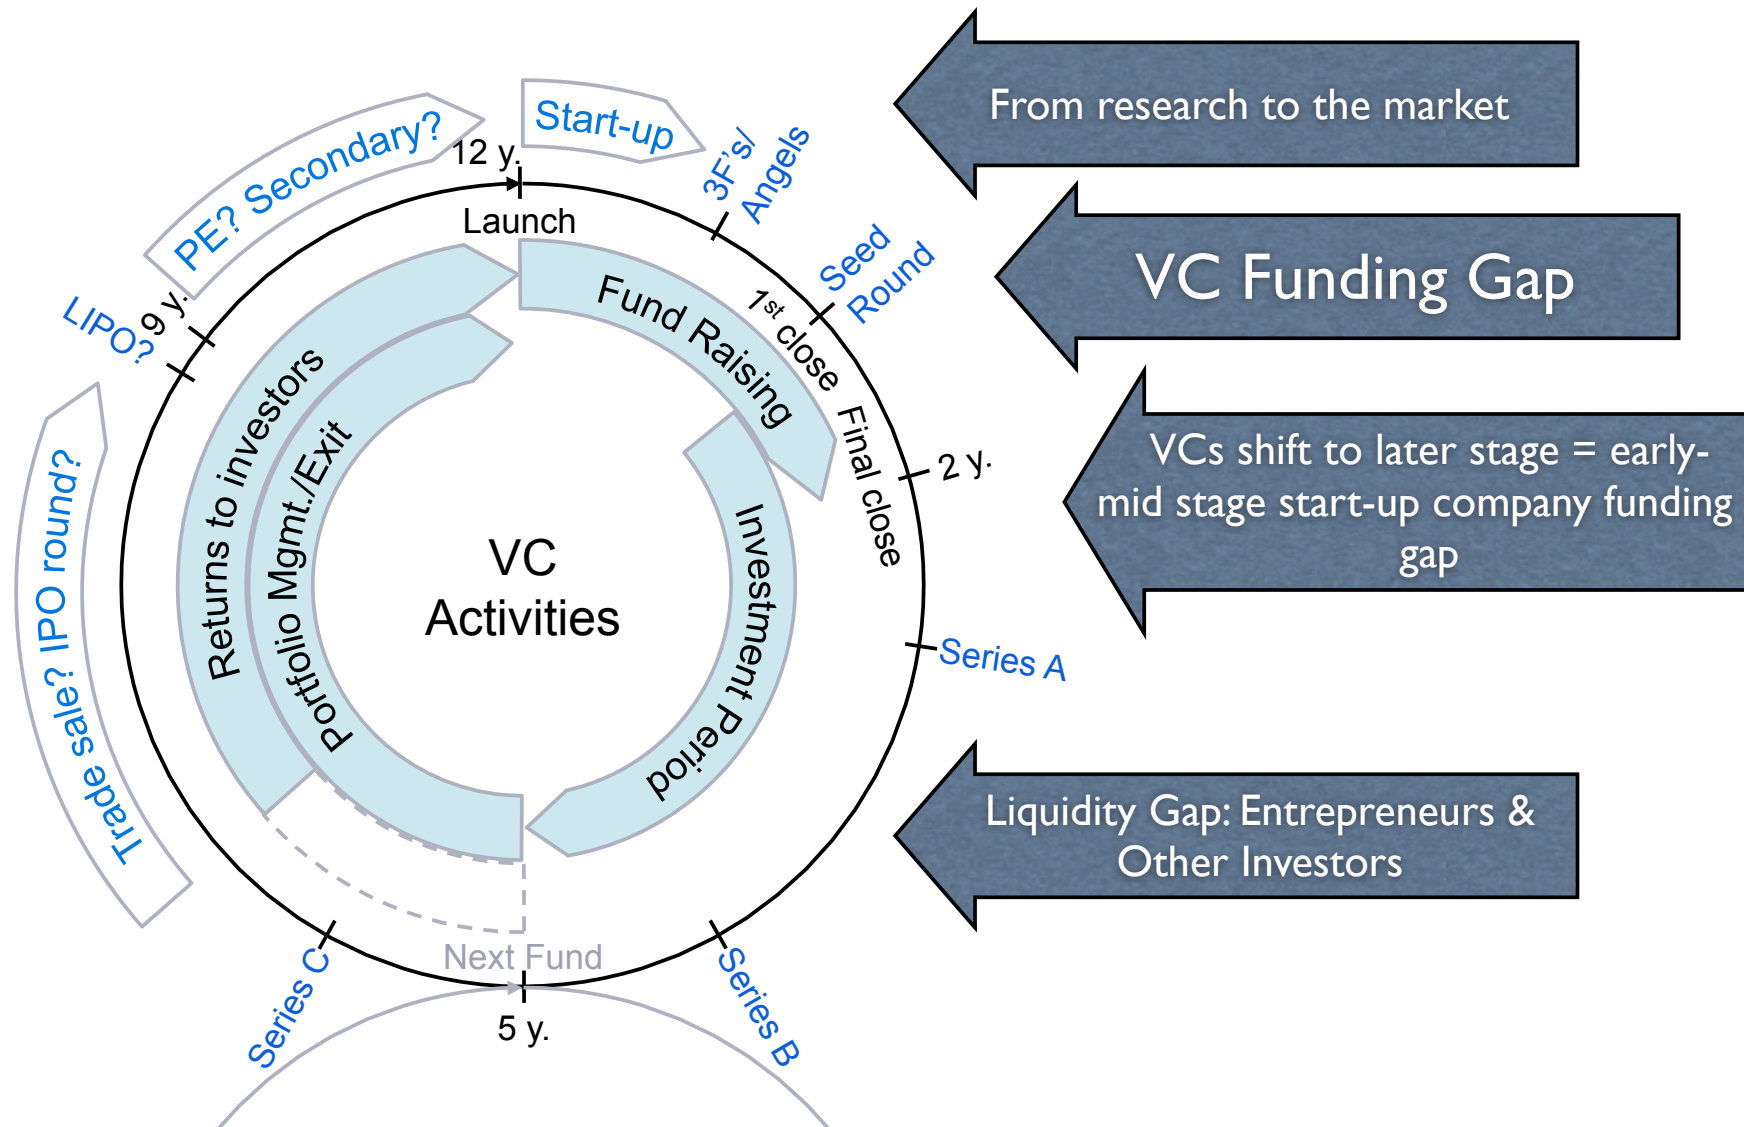 Start-up
3F's/
Angels
Seed
Round
PE? Secondary?
12 y.
Launch
Fund Raising
1st close
Final close
2 y.
LIPO?
9 y.
Returns to investors
Portfolio Mgmt./Exit
VC
Activities
Investment Period
Series A
Trade sale? IPO round?
Next Fund
Series C
5 y.
Series B
From research to the market
VC Funding Gap
VCs shift to later stage = early-
mid stage start-up company funding
gap
Liquidity Gap: Entrepreneurs &
Other Investors